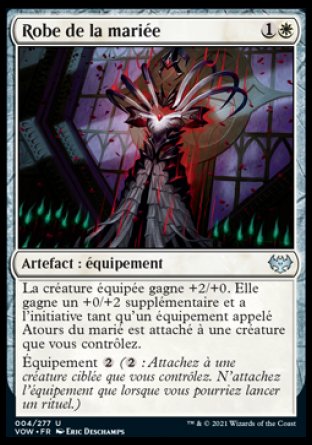 Robe de la mariée 1
Artefact : équipement
La créature équipée gagne +2/+0. Elle
gagne un +0/+2 supplémentaire et a
l'initiative tant qu'un équipement appelé
Atours du marié est attaché à une créature
que vous contrôlez.
Équipement 2 (2 : Attachez à une
créature ciblée que vous contrôlez. N'attachez
l'équipement que lorsque vous pourriez lancer
un rituel.)
004/277 U
VOW • FR Eric Deschamps
™ & © 2021 Wizards of the Coast